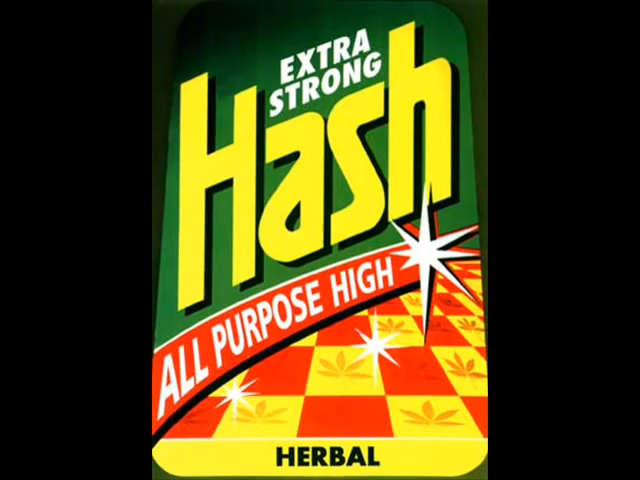 EXTRA
STRONG
Hash
ALL PURPOSE HIGH
HERBAL